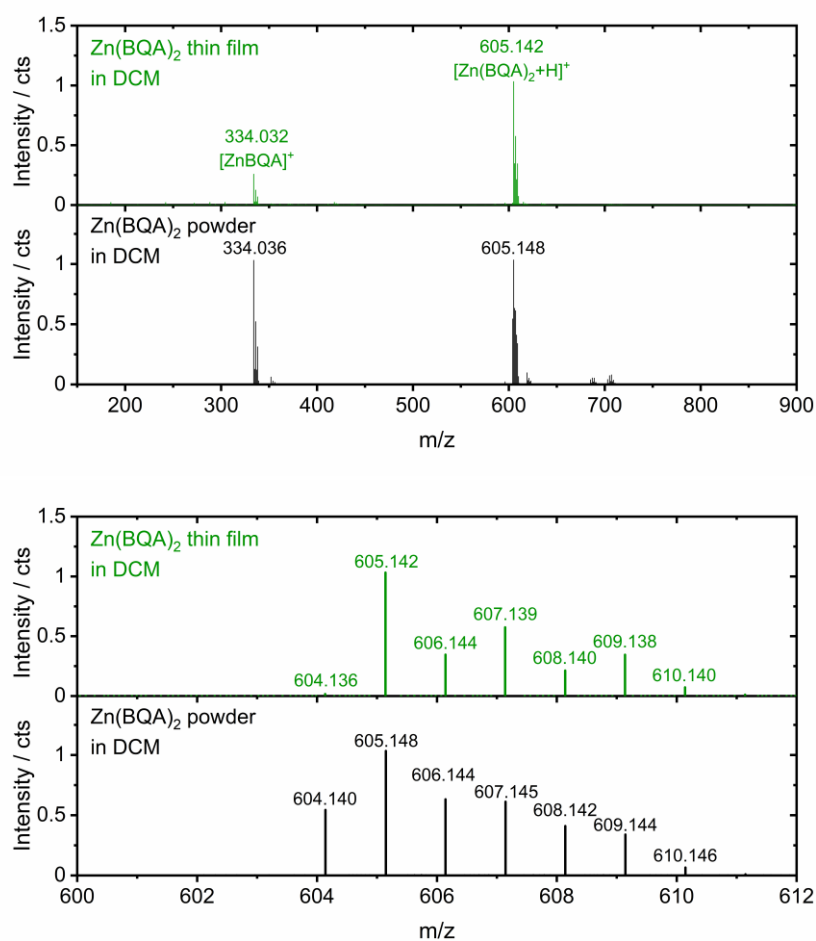 Zn(BQA)₂ thin film
in DCM
605.142
[Zn(BQA)₂+H]⁺
334.032
[ZnBQA]⁺
Intensity / cts
1.5
1
0.5
0
Zn(BQA)₂ powder
in DCM
334.036
605.148
Intensity / cts
1
0.5
0
200 300 400 500 600 700 800 900
m/z
Zn(BQA)₂ thin film
in DCM
605.142
604.136
606.144
607.139
608.140
609.138
610.140
Intensity / cts
1.5
1
0.5
0
Zn(BQA)₂ powder
in DCM
604.140
605.148
606.144
607.145
608.142
609.144
610.146
Intensity / cts
1
0.5
0
600 602 604 606 608 610 612
m/z